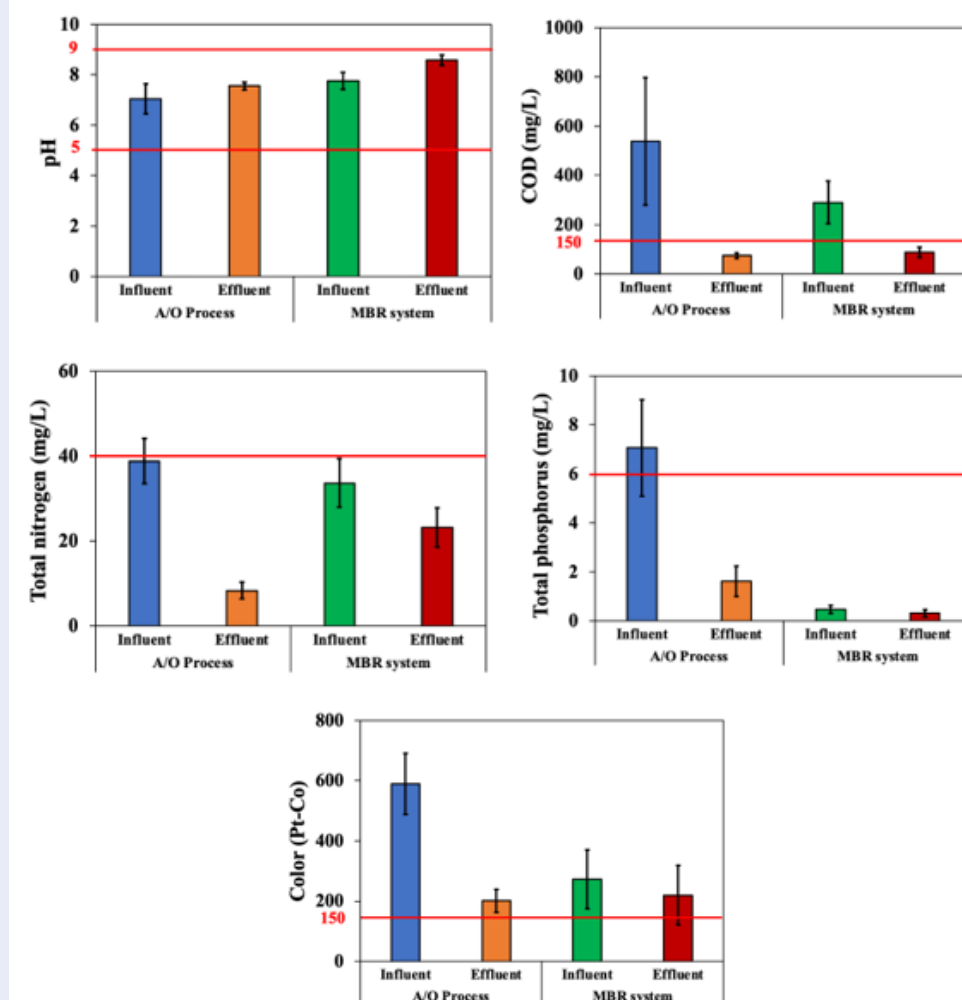 pH
10
9
8
6
5
4
2
0
Influent Effluent Influent Effluent
A/O Process MBR system
COD (mg/L)
1000
800
600
400
200
150
0
Influent Effluent Influent Effluent
A/O Process MBR system
Total nitrogen (mg/L)
60
40
20
0
Influent Effluent Influent Effluent
A/O Process MBR system
Total phosphorus (mg/L)
10
8
6
4
2
0
Influent Effluent Influent Effluent
A/O Process MBR system
Color (Pt-Co)
800
600
400
200
150
0
Influent Effluent Influent Effluent
A/O Process MBR system